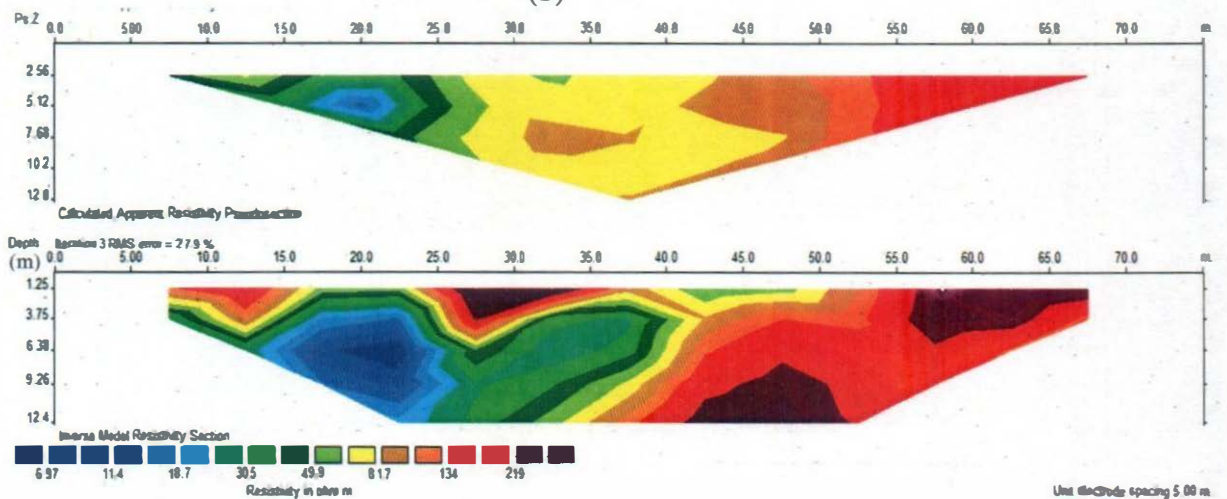 Ps.Z 0.0 5.00 10.0 15.0 20.0 25.0 30.0 35.0 40.0 45.0 50.0 55.0 60.0 65.0 70.0 m
2.56
5.12
7.68
10.2
12.8
Calculated Apparent Resistivity Pseudosection
Depth Iteration 3 RMS error = 27.9 %
(m) 0.0 5.00 10.0 15.0 20.0 25.0 30.0 35.0 40.0 45.0 50.0 55.0 60.0 65.0 70.0 m.
1.25
3.75
6.38
9.26
12.4
Inverse Model Resistivity Section
6.97 11.4 18.7 30.5 49.9 81.7 134 219
Resistivity in ohm m
Unit electrode spacing 5.00 m